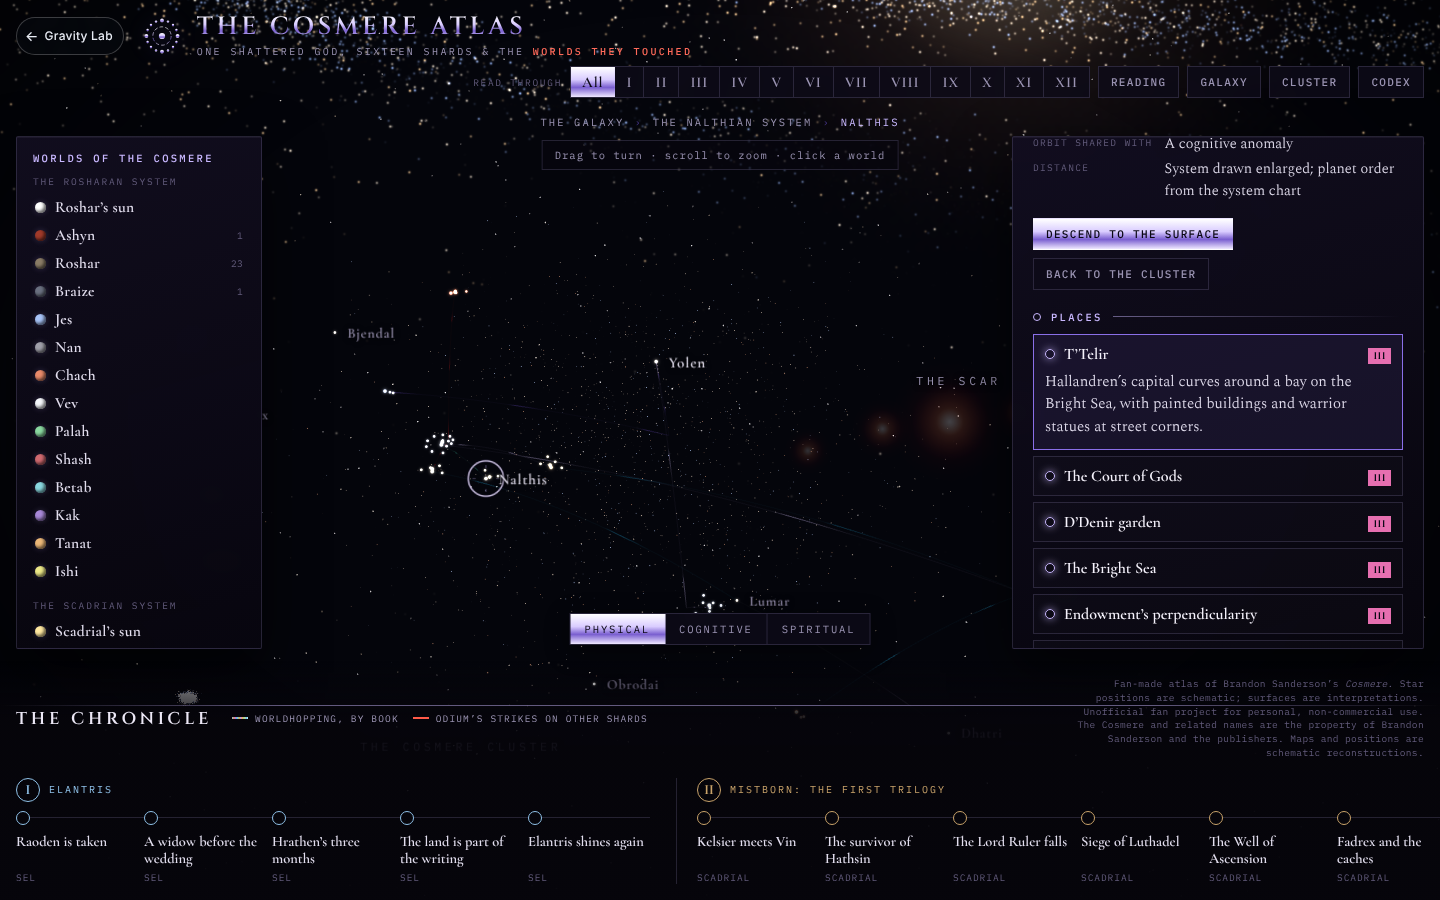 ← Gravity Lab
THE COSMERE ATLAS
ONE SHATTERED GOD, SIXTEEN SHARDS & THE WORLDS THEY TOUCHED
READ THROUGH All I II III IV V VI VII VIII IX X XI XII READING GALAXY CLUSTER CODEX
THE GALAXY · THE NALTHIAN SYSTEM · NALTHIS
Drag to turn · scroll to zoom · click a world
WORLDS OF THE COSMERE
THE ROSHARAN SYSTEM
Roshar’s sun
Ashyn 1
Roshar 23
Braize 1
Jes
Nan
Chach
Vev
Palah
Shash
Betab
Kak
Tanat
Ishi
THE SCADRIAN SYSTEM
Scadrial’s sun
Bjendal
Yolen
THE SCAR
x
Nalthis
Lumar
PHYSICAL COGNITIVE SPIRITUAL
Obrodai
Dhatri
THE COSMERE CLUSTER
ORBIT SHARED WITH A cognitive anomaly
DISTANCE System drawn enlarged; planet order
from the system chart
DESCEND TO THE SURFACE
BACK TO THE CLUSTER
PLACES
T’Telir III
Hallandren’s capital curves around a bay on the
Bright Sea, with painted buildings and warrior
statues at street corners.
The Court of Gods III
D’Denir garden III
The Bright Sea III
Endowment’s perpendicularity III
Fan-made atlas of Brandon Sanderson’s Cosmere. Star
positions are schematic; surfaces are interpretations.
Unofficial fan project for personal, non-commercial use.
The Cosmere and related names are the property of Brandon
Sanderson and the publishers. Maps and positions are
schematic reconstructions.
THE CHRONICLE WORLDHOPPING, BY BOOK ODIUM’S STRIKES ON OTHER SHARDS
I ELANTRIS
Raoden is taken
SEL
A widow before the
wedding
SEL
Hrathen’s three
months
SEL
The land is part of
the writing
SEL
Elantris shines again
SEL
II MISTBORN: THE FIRST TRILOGY
Kelsier meets Vin
SCADRIAL
The survivor of
Hathsin
SCADRIAL
The Lord Ruler falls
SCADRIAL
Siege of Luthadel
SCADRIAL
The Well of
Ascension
SCADRIAL
Fadrex and the
caches
SCADRIAL